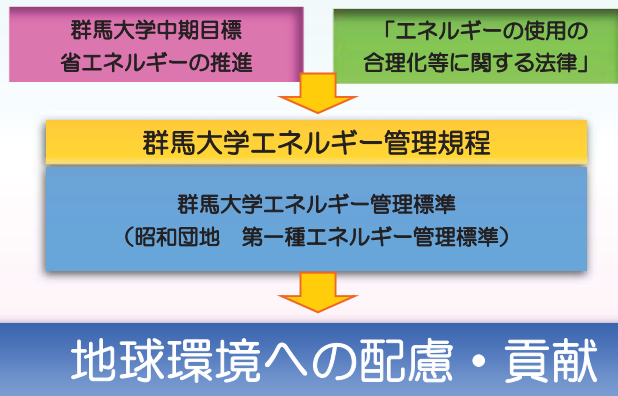 群馬大学中期目標
省エネルギーの推進
「エネルギーの使用の
合理化等に関する法律」
群馬大学エネルギー管理規程
群馬大学エネルギー管理標準
（昭和団地　第一種エネルギー管理標準）
地球環境への配慮・貢献